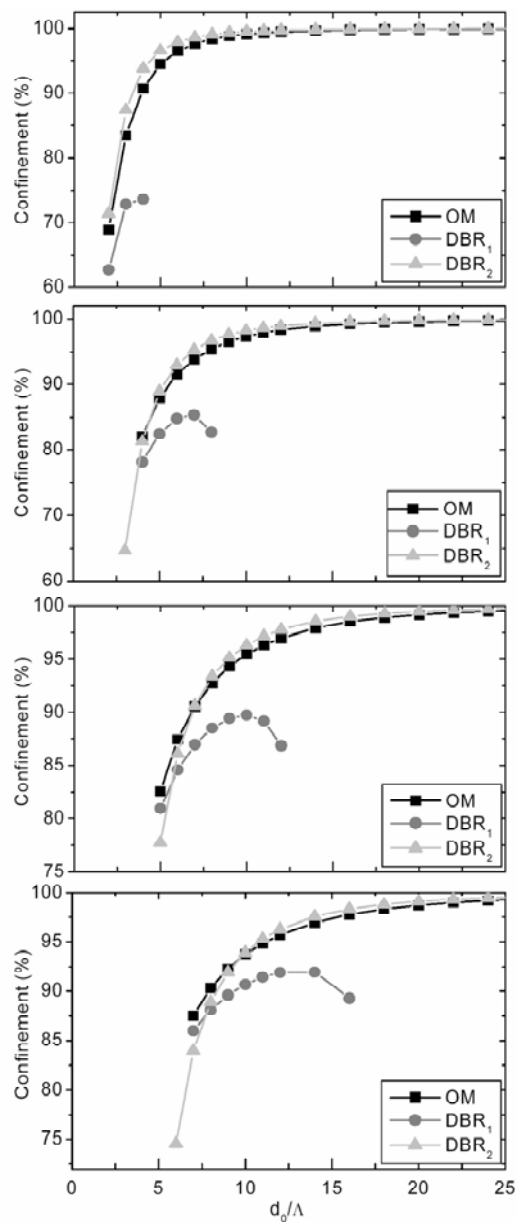 100
90
80
70
60
Confinement (%)
OM
DBR₁
DBR₂
100
90
80
70
60
Confinement (%)
OM
DBR₁
DBR₂
100
95
90
85
80
75
Confinement (%)
OM
DBR₁
DBR₂
100
95
90
85
80
75
Confinement (%)
OM
DBR₁
DBR₂
0 5 10 15 20 25
d₀/Λ